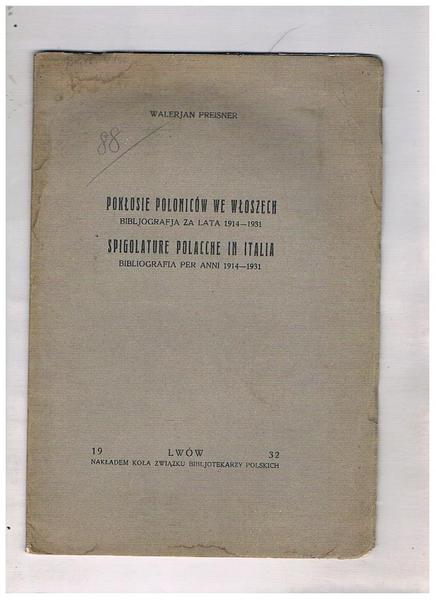 WALERJAN PREISNER
88
POKŁOSIE POLONICÓW WE WŁOSZECH
BIBLJOGRAFJA ZA LATA 1914—1931
SPIGOLATURE POLACCHE IN ITALIA
BIBLIOGRAFIA PER ANNI 1914—1931
19 LWÓW 32
NAKŁADEM KOŁA ZWIĄZKU BIBLJOTEKARZY POLSKICH